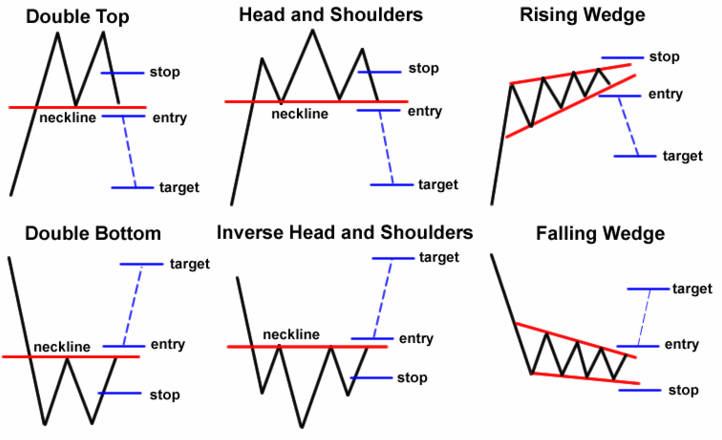 Double Top
Head and Shoulders
Rising Wedge
stop
neckline
entry
target
stop
neckline
entry
target
stop
entry
target
Double Bottom
Inverse Head and Shoulders
Falling Wedge
target
neckline
entry
stop
target
neckline
entry
stop
target
entry
stop